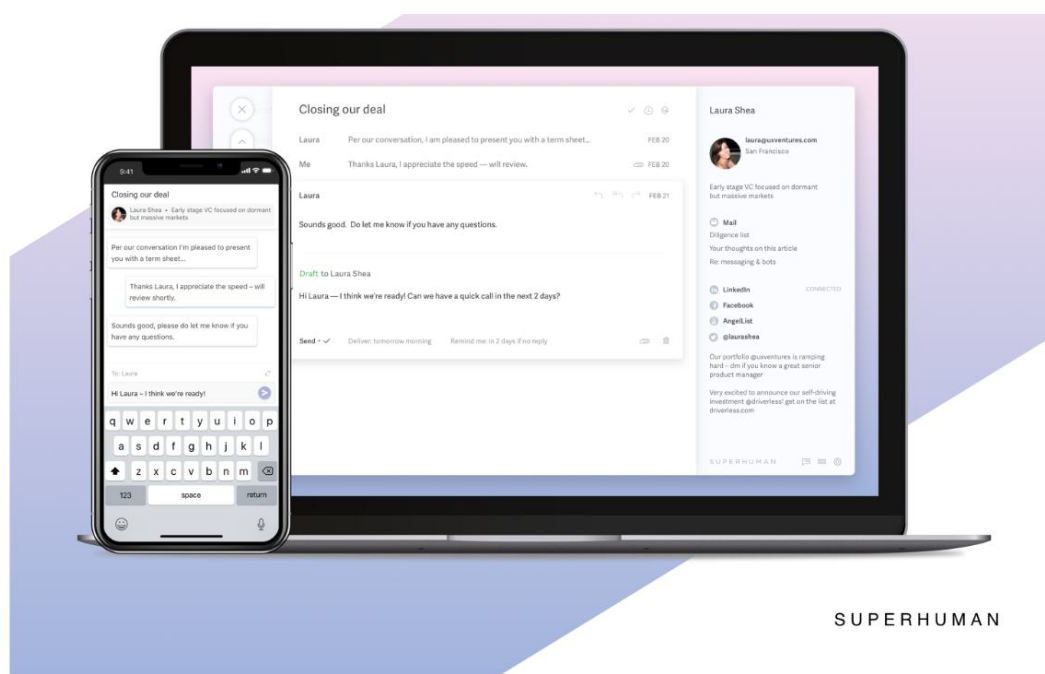 Closing our deal
Laura Per our conversation, I am pleased to present you with a term sheet... FEB 20
Me Thanks Laura, I appreciate the speed — will review. FEB 20
Laura FEB 21
Sounds good. Do let me know if you have any questions.
Draft to Laura Shea
Hi Laura — I think we're ready! Can we have a quick call in the next 2 days?
Send + ✓ Deliver: tomorrow morning Remind me: in 2 days if no reply
Laura Shea
laura@uxventures.com
San Francisco
Early stage VC focused on dormant
but massive markets
Mail
Diligence list
Your thoughts on this article
Re: messaging & bots
LinkedIn CONNECTED
Facebook
AngelList
@laurashea
Our portfolio @uxventures is ramping
hard – dm if you know a great senior
product manager
Very excited to announce our self-driving
investment @driverless! get on the list at
driverless.com
SUPERHUMAN
9:41
Closing our deal
Laura Shea • Early stage VC focused on dormant
but massive markets
Per our conversation I'm pleased to present
you with a term sheet...
Thanks Laura, I appreciate the speed – will
review shortly.
Sounds good, please do let me know if you
have any questions.
To: Laura
Hi Laura – I think we're ready!
q w e r t y u i o p
a s d f g h j k l
z x c v b n m
123 space return
SUPERHUMAN